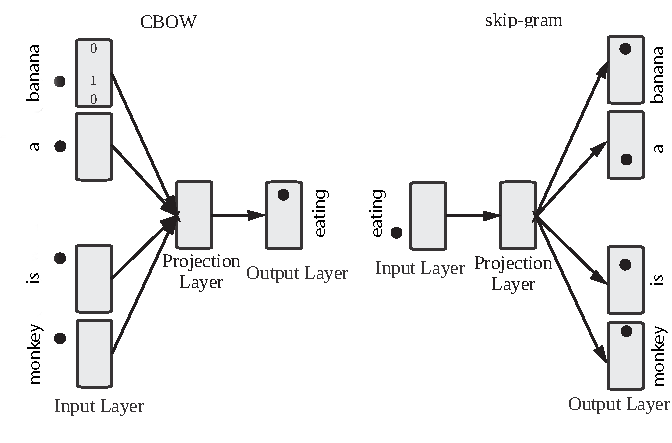 CBOW
banana
0
1
0
a
is
monkey
Input Layer
Projection
Layer
eating
Output Layer
skip-gram
eating
Input Layer
Projection
Layer
banana
a
is
monkey
Output Layer